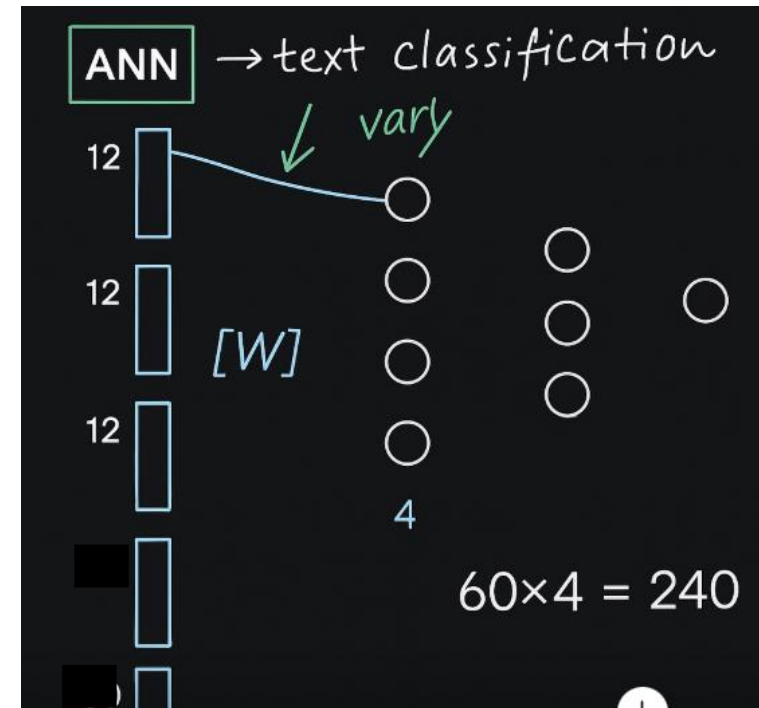 ANN → text classification
vary
12
12
[W]
12
4
60×4 = 240